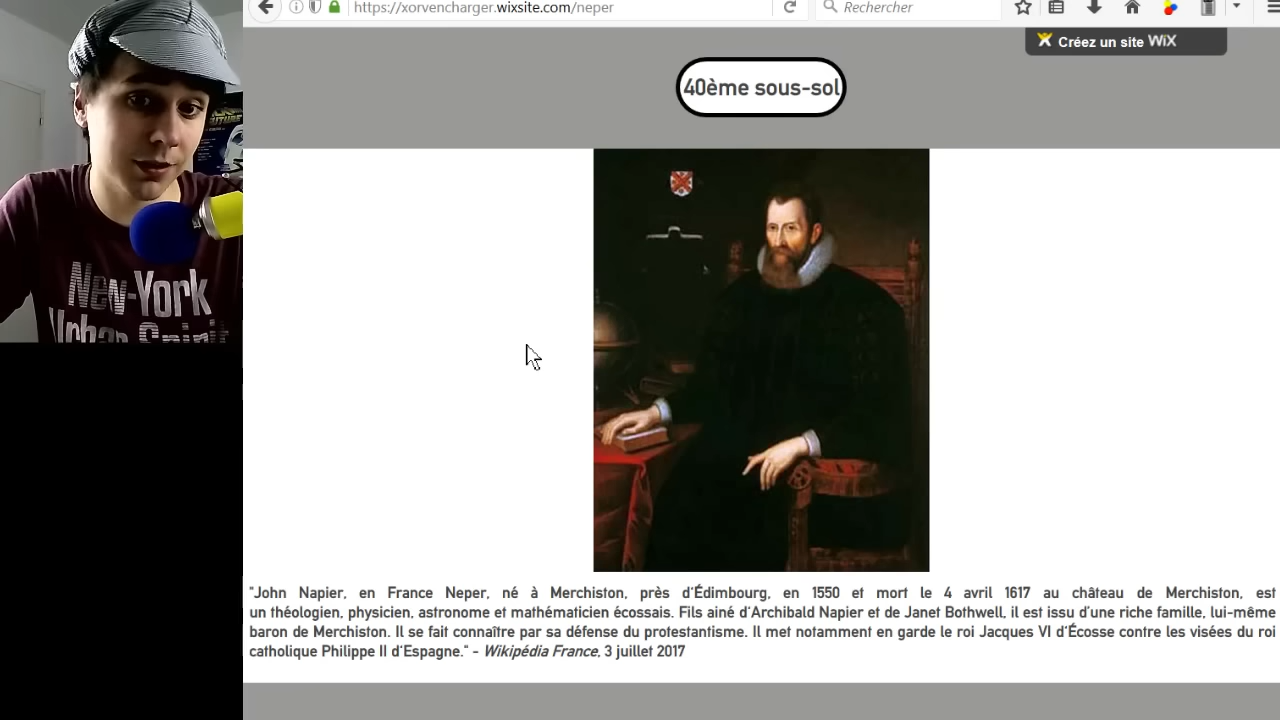 https://xorvencharger.wixsite.com/neper
Rechercher
Créez un site WiX
40ème sous-sol
FUTURE
New-York
Urban Spirit
"John Napier, en France Neper, né à Merchiston, près d'Édimbourg, en 1550 et mort le 4 avril 1617 au château de Merchiston, est
un théologien, physicien, astronome et mathématicien écossais. Fils ainé d'Archibald Napier et de Janet Bothwell, il est issu d'une riche famille, lui-même
baron de Merchiston. Il se fait connaître par sa défense du protestantisme. Il met notamment en garde le roi Jacques VI d'Écosse contre les visées du roi
catholique Philippe II d'Espagne." - Wikipédia France, 3 juillet 2017